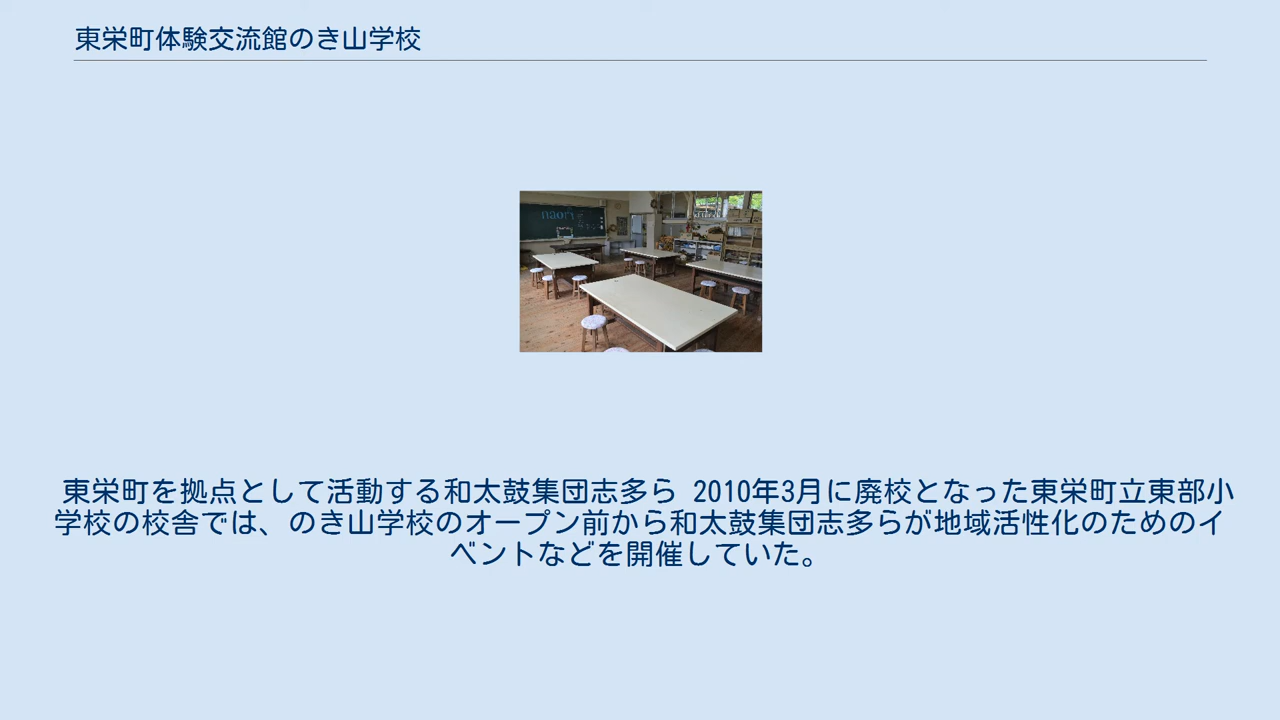 東栄町体験交流館のき山学校
naori
東栄町を拠点として活動する和太鼓集団志多ら 2010年3月に廃校となった東栄町立東部小
学校の校舎では、のき山学校のオープン前から和太鼓集団志多らが地域活性化のためのイ
ベントなどを開催していた。